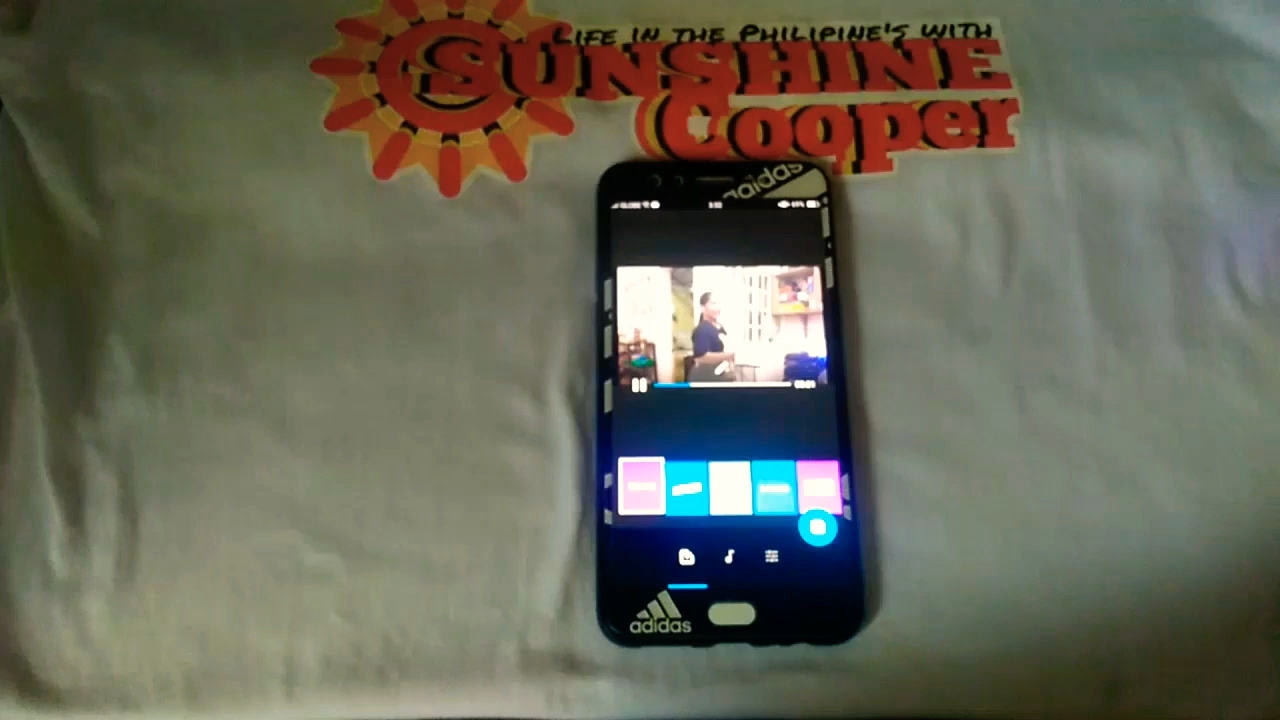 LIFE IN THE PHILIPINE'S WITH
SUNSHINE
Cooper
adidas
adidas